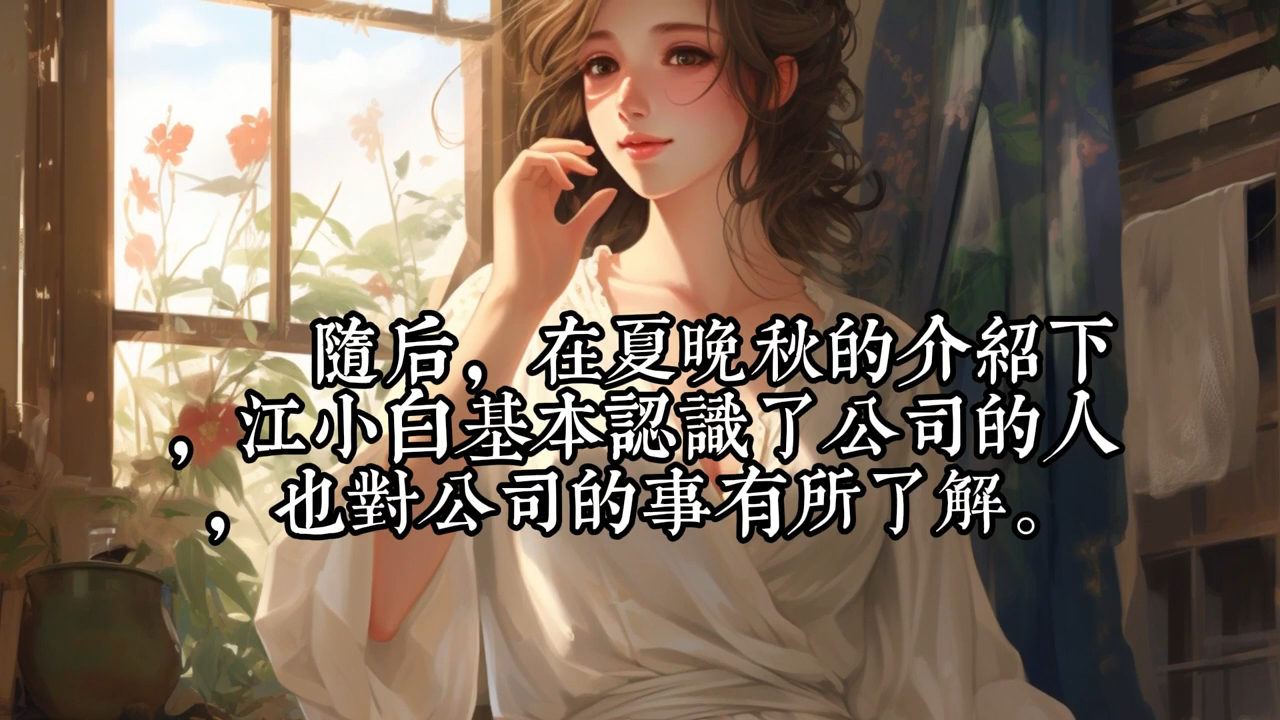 隨后，在夏晚秋的介紹下
，江小白基本認識了公司的人
，也對公司的事有所了解。